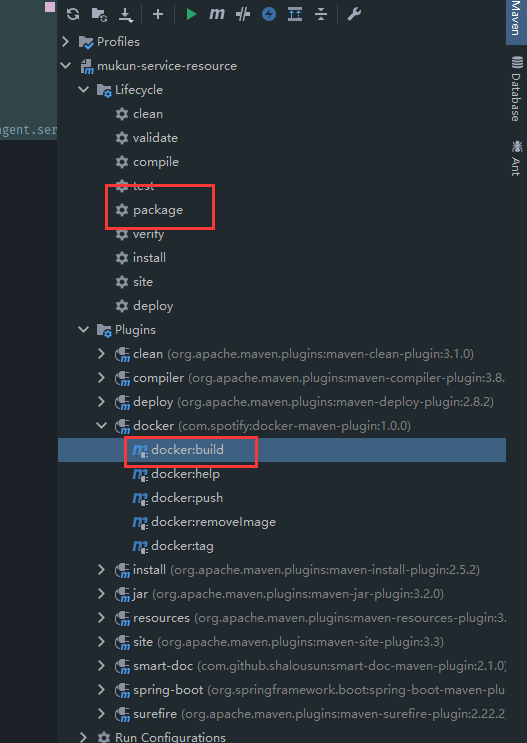 Profiles
mukun-service-resource
Lifecycle
clean
validate
compile
test
package
verify
install
site
deploy
Plugins
clean (org.apache.maven.plugins:maven-clean-plugin:3.1.0)
compiler (org.apache.maven.plugins:maven-compiler-plugin:3.8.
deploy (org.apache.maven.plugins:maven-deploy-plugin:2.8.2)
docker (com.spotify:docker-maven-plugin:1.0.0)
docker:build
docker:help
docker:push
docker:removeImage
docker:tag
install (org.apache.maven.plugins:maven-install-plugin:2.5.2)
jar (org.apache.maven.plugins:maven-jar-plugin:3.2.0)
resources (org.apache.maven.plugins:maven-resources-plugin:3.
site (org.apache.maven.plugins:maven-site-plugin:3.3)
smart-doc (com.github.shalousun:smart-doc-maven-plugin:2.1.0)
spring-boot (org.springframework.boot:spring-boot-maven-plu
surefire (org.apache.maven.plugins:maven-surefire-plugin:2.22.2)
Run Configurations
agent.ser
Maven
Database
Ant